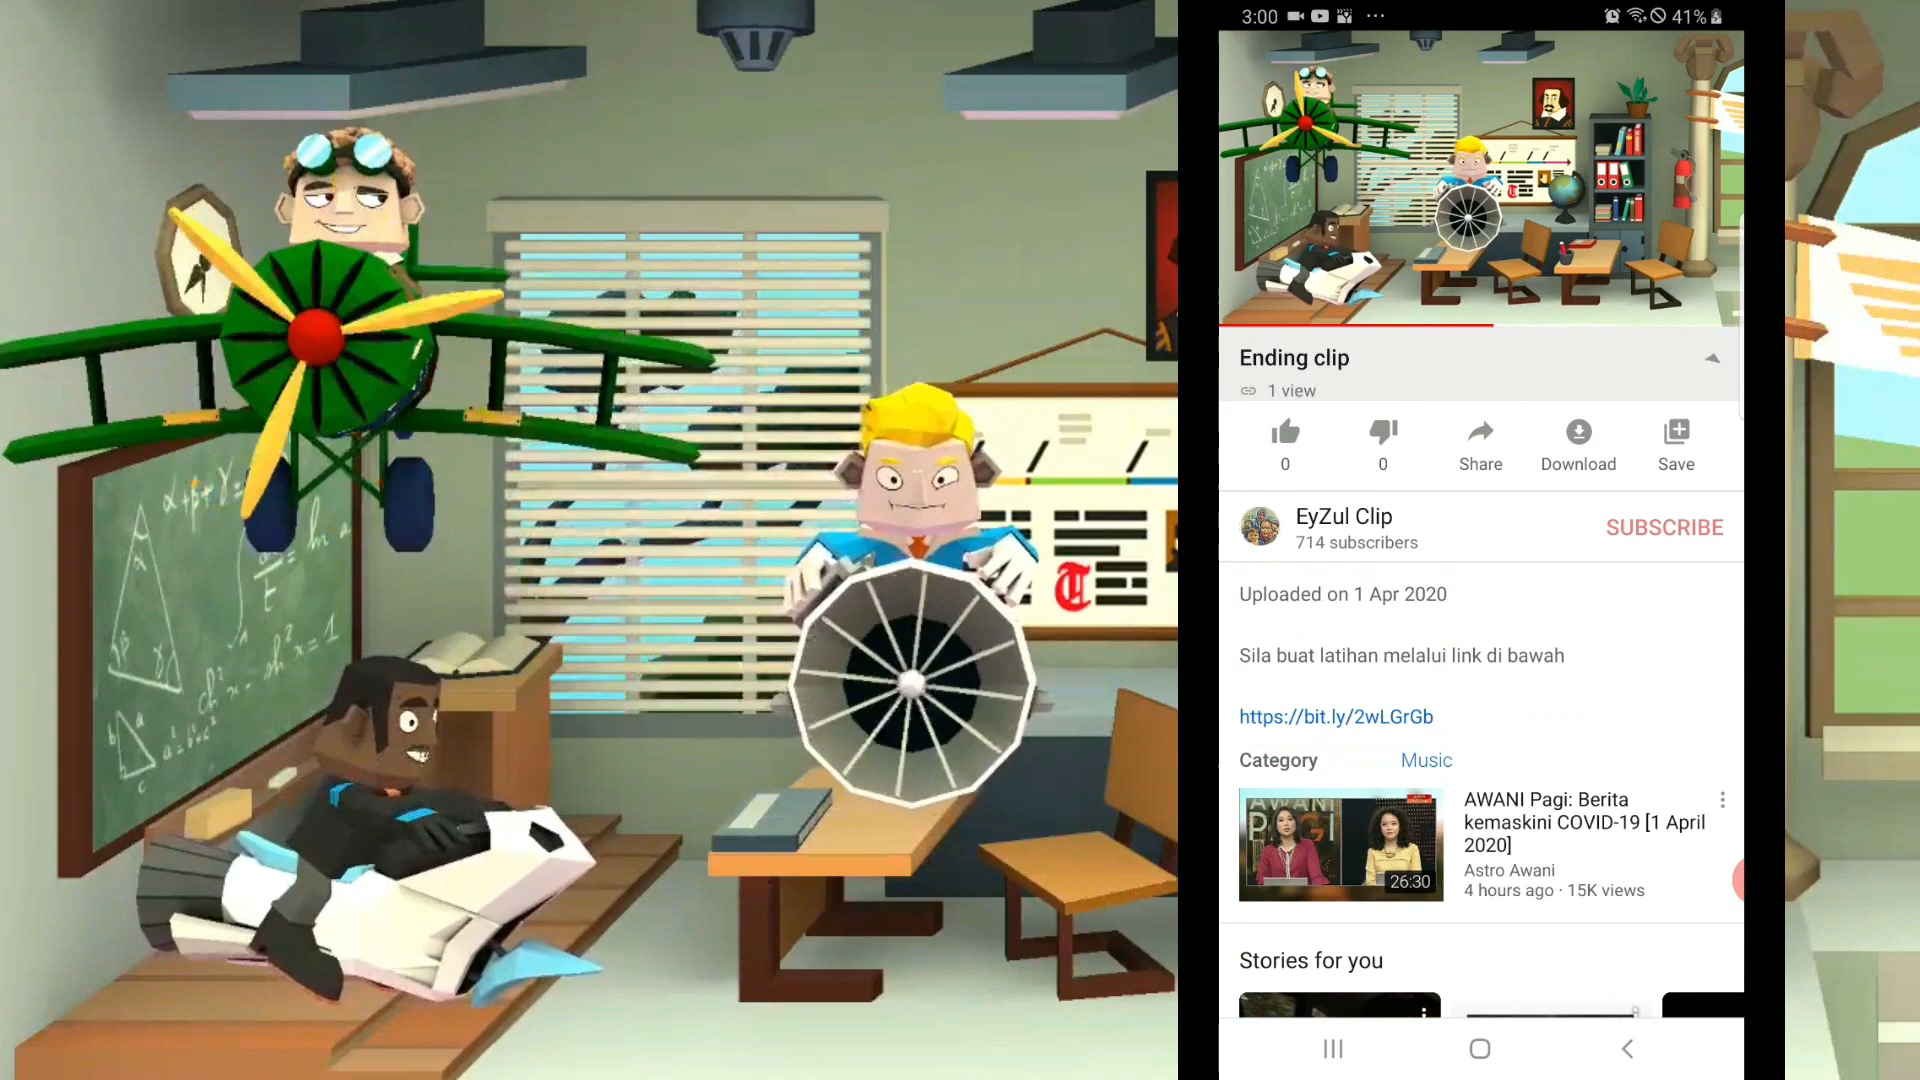 3:00
41%
Ending clip
1 view
0
0
Share
Download
Save
EyZul Clip
714 subscribers
SUBSCRIBE
Uploaded on 1 Apr 2020
Sila buat latihan melalui link di bawah
https://bit.ly/2wLGrGb
Category
Music
AWANI Pagi: Berita
kemaskini COVID-19 [1 April
2020]
Astro Awani
4 hours ago · 15K views
26:30
Stories for you